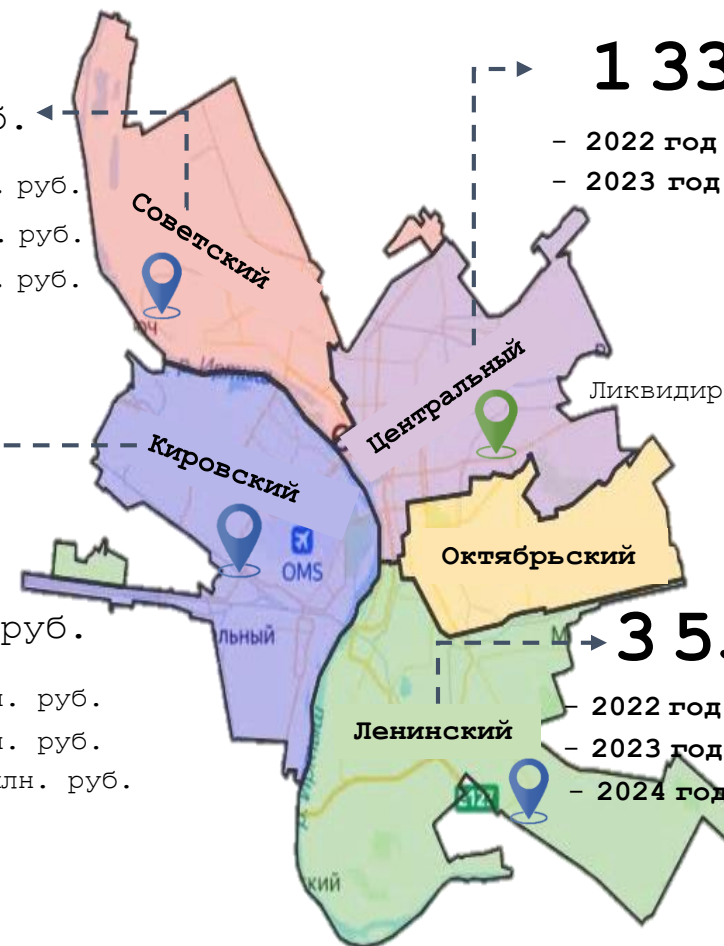 1 33
- 2022 год
- 2023 год
б.
руб.
руб.
руб.
Советский
р. Иртыш
Центральный
Ликвидир
Кировский
OMS
Октябрьский
льный
руб.
3 5
- 2022 год
- 2023 год
- 2024 год
н. руб.
н. руб.
лн. руб.
Ленинский
кий